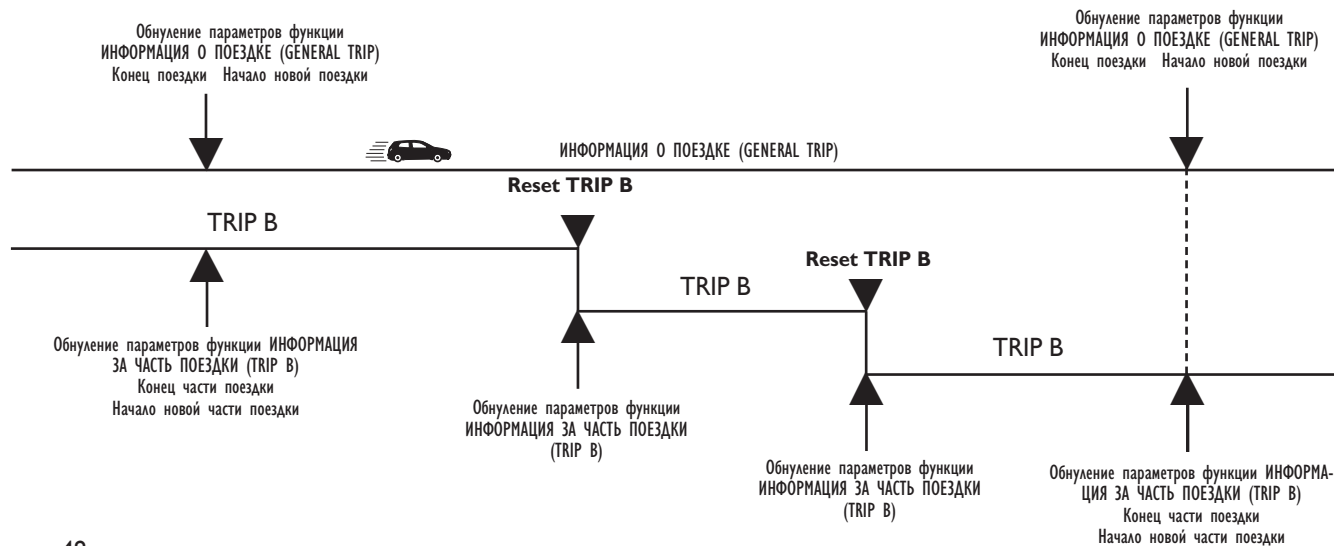 Обнуление параметров функции
ИНФОРМАЦИЯ О ПОЕЗДКЕ (GENERAL TRIP)
Конец поездки Начало новой поездки
Обнуление параметров функции
ИНФОРМАЦИЯ О ПОЕЗДКЕ (GENERAL TRIP)
Конец поездки Начало новой поездки
ИНФОРМАЦИЯ О ПОЕЗДКЕ (GENERAL TRIP)
Reset TRIP B
TRIP B
Reset TRIP B
TRIP B
TRIP B
Обнуление параметров функции ИНФОРМАЦИЯ
ЗА ЧАСТЬ ПОЕЗДКИ (TRIP B)
Конец части поездки
Начало новой части поездки
Обнуление параметров функции
ИНФОРМАЦИЯ ЗА ЧАСТЬ ПОЕЗДКИ
(TRIP B)
Обнуление параметров функции
ИНФОРМАЦИЯ ЗА ЧАСТЬ ПОЕЗДКИ
(TRIP B)
Обнуление параметров функции ИНФОРМА-
ЦИЯ ЗА ЧАСТЬ ПОЕЗДКИ (TRIP B)
Конец части поездки
Начало новой части поездки